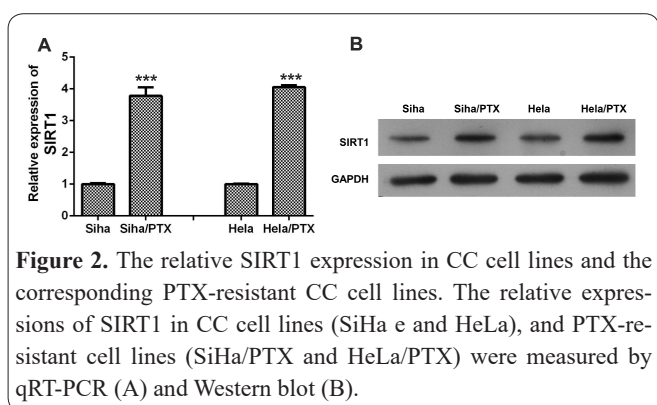 A
Relative expression of
SIRT1
5
4
3
2
1
0
***
***
Siha
Siha/PTX
Hela
Hela/PTX
B
Siha
Siha/PTX
Hela
Hela/PTX
SIRT1
GAPDH
Figure 2. The relative SIRT1 expression in CC cell lines and the
corresponding PTX-resistant CC cell lines. The relative expres-
sions of SIRT1 in CC cell lines (SiHa e and HeLa), and PTX-re-
sistant cell lines (SiHa/PTX and HeLa/PTX) were measured by
qRT-PCR (A) and Western blot (B).